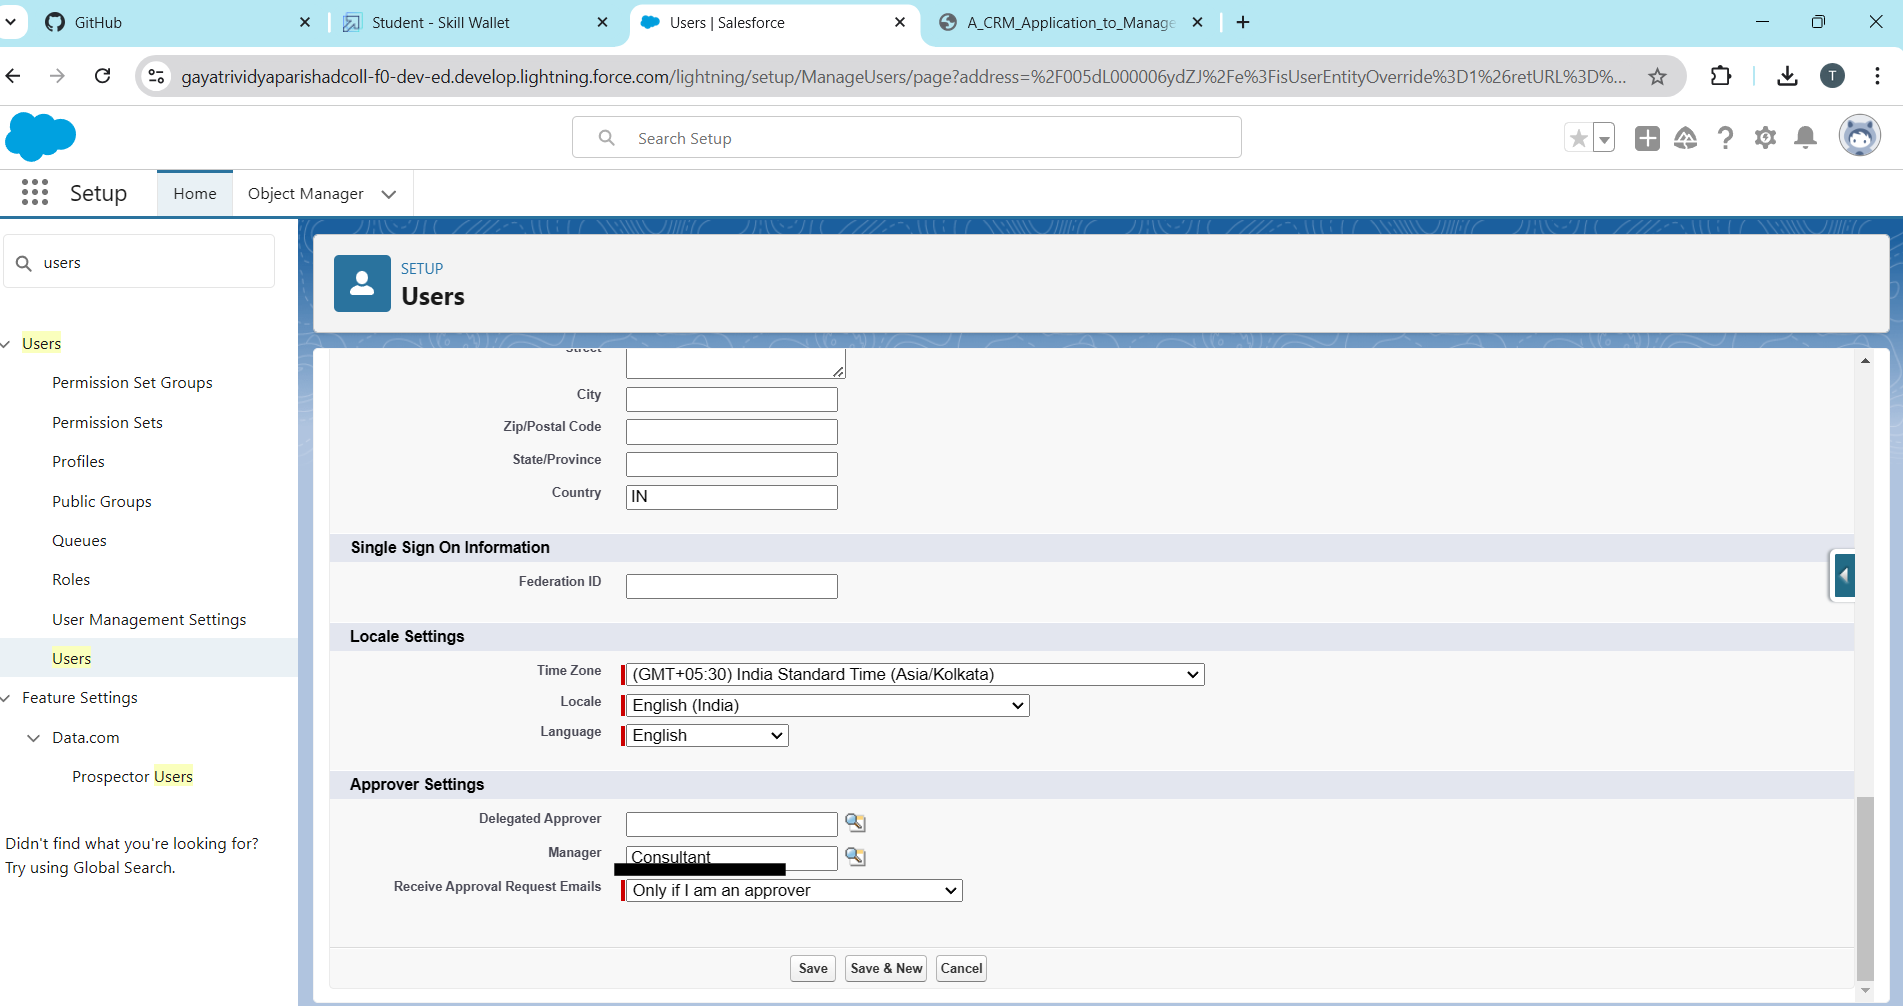 GitHub
Student - Skill Wallet
Users | Salesforce
A_CRM_Application_to_Manage
gayatrividyaparishadcoll-f0-dev-ed.develop.lightning.force.com/lightning/setup/ManageUsers/page?address=%2F005dL000006ydZJ%2Fe%3FisUserEntityOverride%3D1%26retURL%3D%...
T
Search Setup
Setup
Home
Object Manager
users
SETUP
Users
Users
Permission Set Groups
Permission Sets
Profiles
Public Groups
Queues
Roles
User Management Settings
Users
Feature Settings
Data.com
Prospector Users
Didn't find what you're looking for?
Try using Global Search.
Street
City
Zip/Postal Code
State/Province
Country IN
Single Sign On Information
Federation ID
Locale Settings
Time Zone (GMT+05:30) India Standard Time (Asia/Kolkata)
Locale English (India)
Language English
Approver Settings
Delegated Approver
Manager Consultant
Receive Approval Request Emails Only if I am an approver
Save Save & New Cancel